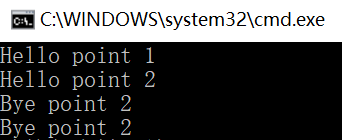 C:\WINDOWS\system32\cmd.exe
Hello point 1
Hello point 2
Bye point 2
Bye point 2